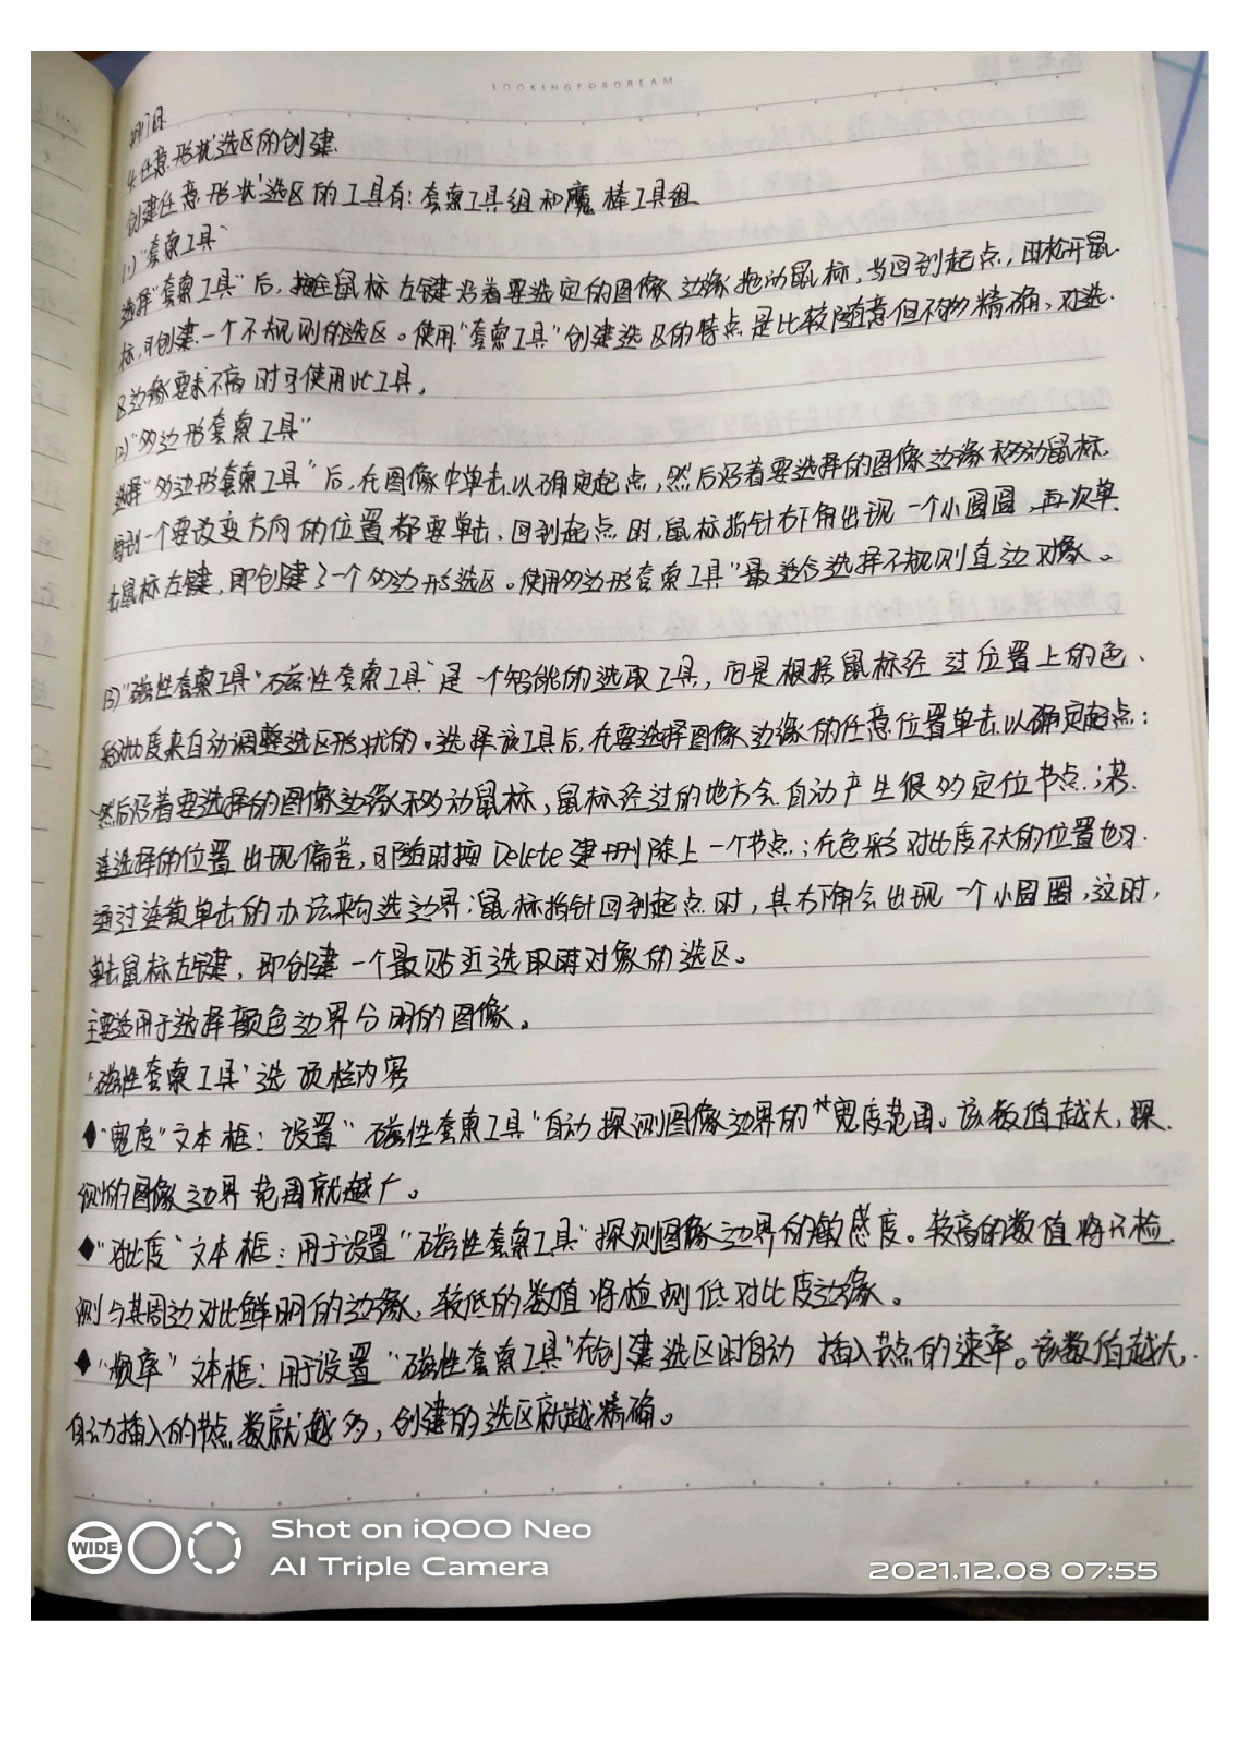 LOOKINGFORDREAM
4.任意形状选区的创建
创建任意形状选区的工具有:套索工具组和魔棒工具组
(1)"套索工具"
选择"套索工具"后,按住鼠标左键沿着要选定的图像边缘拖动鼠标,当回到起点,时松开鼠
标,可创建一个不规则的选区。使用"套索工具"创建选区的特点是比较随意但不够精确,对选
区边缘要求不高时可使用此工具。
(2)"多边形套索工具"
选择"多边形套索工具"后,在图像中单击以确定起点,然后沿着要选择的图像边缘移动鼠标,
每到一个要改变方向的位置都要单击,回到起点时,鼠标指针右下角出现一个小圆圈,再次单
击鼠标左键,即创建了一个多边形选区。使用多边形套索工具"最适合选择不规则直边对象。
(3)"磁性套索工具"磁性套索工具"是一个智能的选取工具,它是根据鼠标经过位置上的色
彩对比度来自动调整选区形状的。选择该工具后,在要选择图像边缘的任意位置单击以确定起点;
然后沿着要选择的图像边缘移动鼠标,鼠标经过的地方会自动产生很多定位节点;若
选择的位置出现偏差,可随时按Delete键删除上一个节点;在色彩对比度不大的位置也可
通过连续单击的办法来勾选边界;鼠标指针回到起点时,其右下角会出现一个小圆圈,这时,
单击鼠标左键,即创建一个最贴近选取对象的选区。
主要适用于选择颜色边界分明的图像。
"磁性套索工具"选项栏内容
◆"宽度"文本框:设置"磁性套索工具"自动探测图像边界的宽度范围。该数值越大,探
测的图像边界范围就越广。
◆"对比度"文本框:用于设置"磁性套索工具"探测图像边界的敏感度。较高的数值将只检
测与其周边对比鲜明的边缘,较低的数值将检测低对比度边缘。
◆"频率"文本框:用于设置"磁性套索工具"在创建选区时自动插入节点的速率。该数值越大,
自动插入的节点数就越多,创建的选区就越精确。
WIDE
Shot on iQOO Neo
AI Triple Camera
2021.12.08 07:55